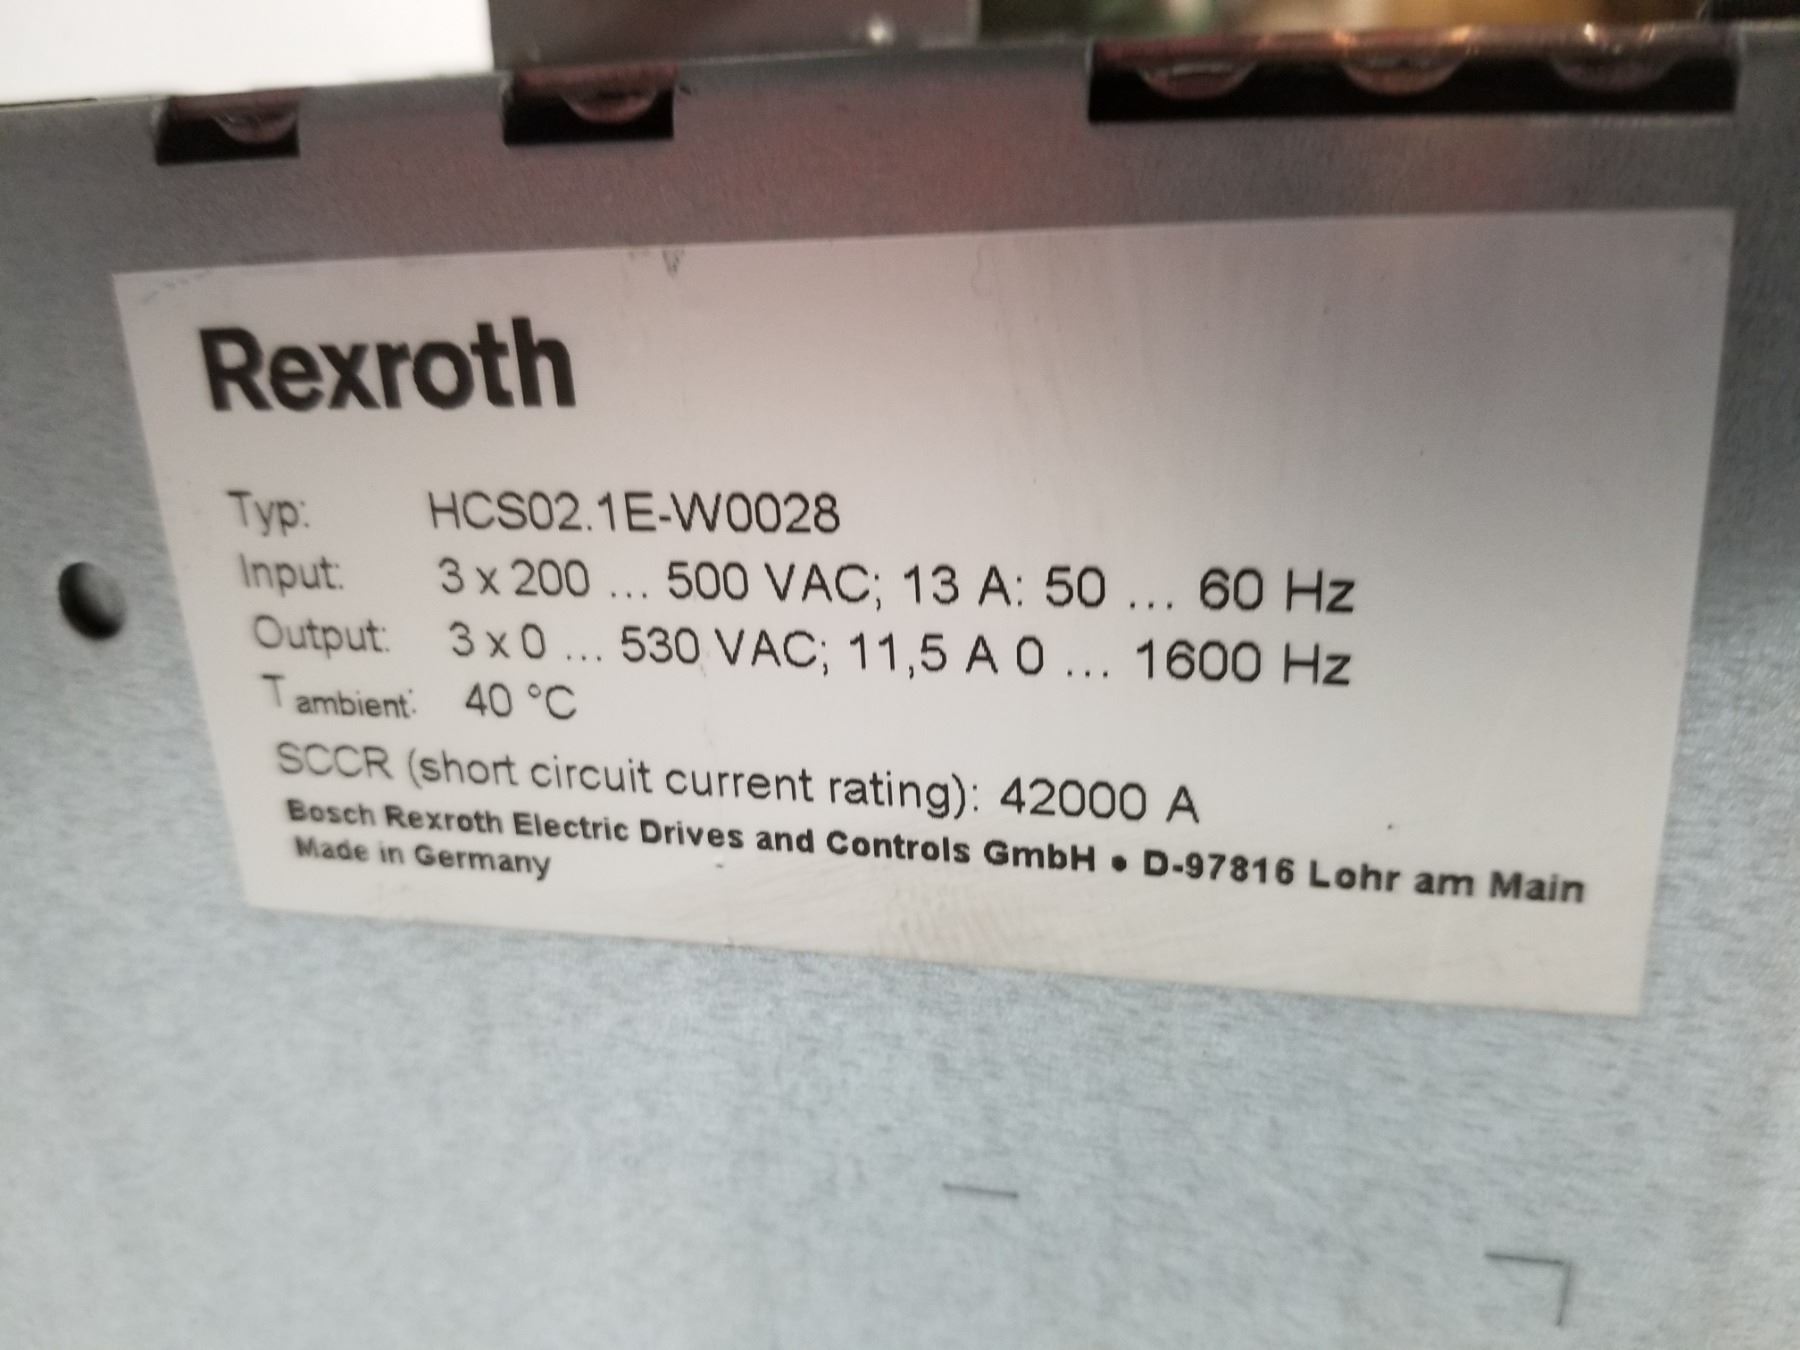 Rexroth
Typ: HCS02.1E-W0028
Input: 3 x 200 ... 500 VAC; 13 A: 50 ... 60 Hz
Output: 3 x 0 ... 530 VAC; 11,5 A 0 ... 1600 Hz
T ambient: 40 °C
SCCR (short circuit current rating): 42000 A
Bosch Rexroth Electric Drives and Controls GmbH • D-97816 Lohr am Main
Made in Germany